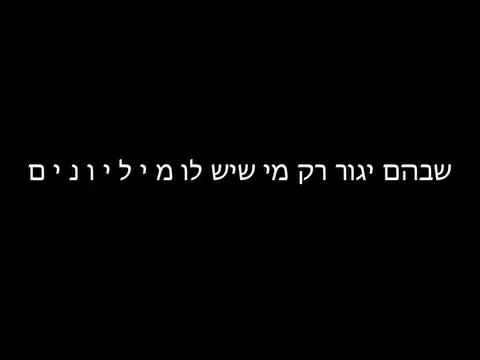 שבהם יגור רק מי שיש לו מ י ל י ו נ י ם